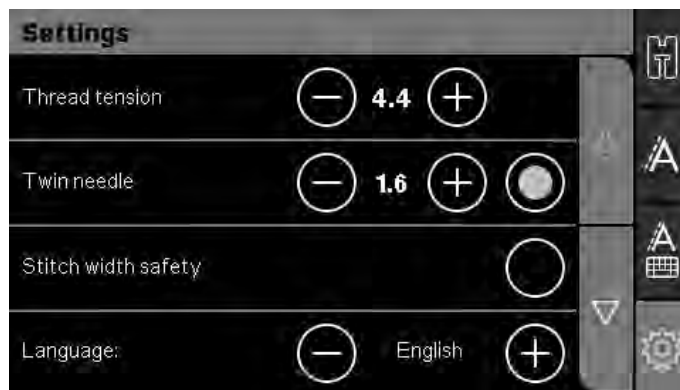 Settings
Thread tension 4.4
Twin needle 1.6
Stitch width safety
Language: English